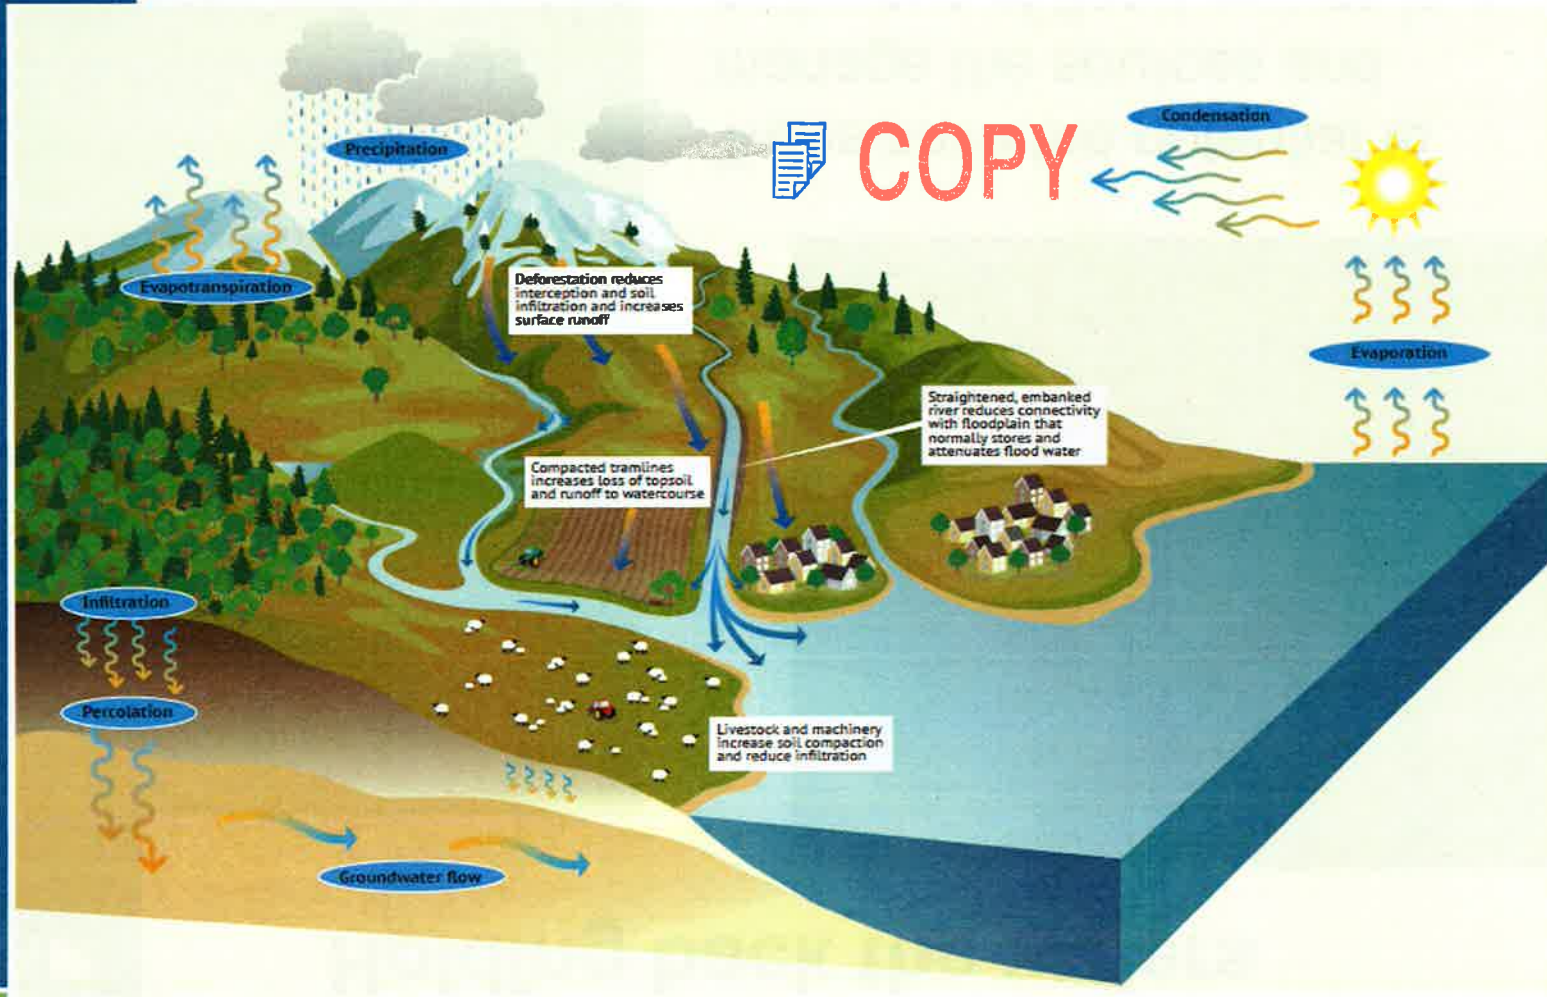 Precipitation
COPY
Condensation
Evapotranspiration
Deforestation reduces
interception and soil
infiltration and increases
surface runoff
Evaporation
Straightened, embanked
river reduces connectivity
with floodplain that
normally stores and
attenuates flood water
Compacted tramlines
increases loss of topsoil
and runoff to watercourse
Infiltration
Percolation
Livestock and machinery
increase soil compaction
and reduce infiltration
Groundwater flow